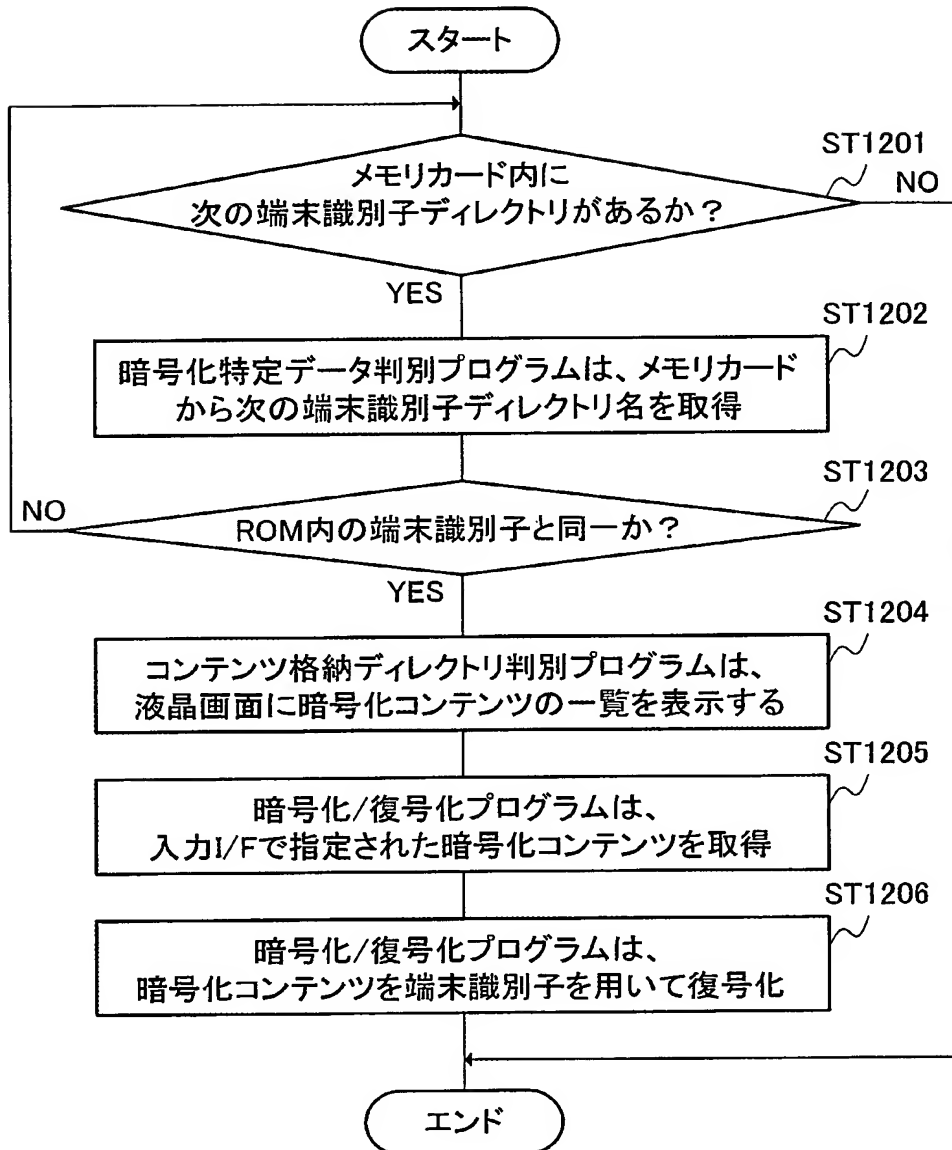 スタート
ST1201
メモリカード内に
次の端末識別子ディレクトリがあるか？
NO
YES
ST1202
暗号化特定データ判別プログラムは、メモリカード
から次の端末識別子ディレクトリ名を取得
ST1203
NO
ROM内の端末識別子と同一か？
YES
ST1204
コンテンツ格納ディレクトリ判別プログラムは、
液晶画面に暗号化コンテンツの一覧を表示する
ST1205
暗号化/復号化プログラムは、
入力I/Fで指定された暗号化コンテンツを取得
ST1206
暗号化/復号化プログラムは、
暗号化コンテンツを端末識別子を用いて復号化
エンド